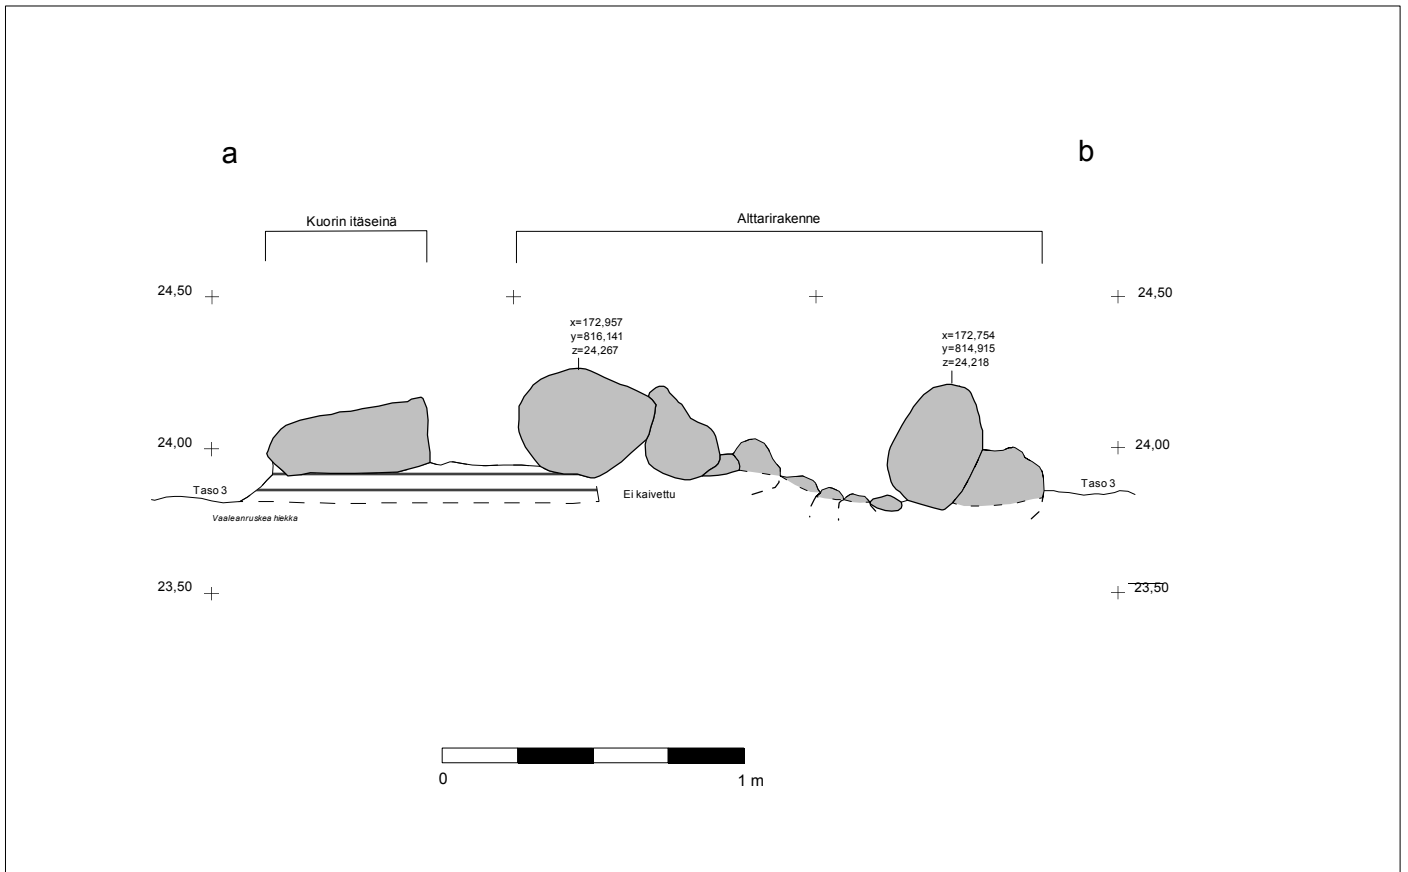 a
b
Kuorin itäseinä
Alttarirakenne
24,50
24,50
x=172,957
y=816,141
z=24,267
x=172,754
y=814,915
z=24,218
24,00
24,00
Taso 3
Ei kaivettu
Taso 3
Vaaleanruskea hiekka
23,50
23,50
0
1 m